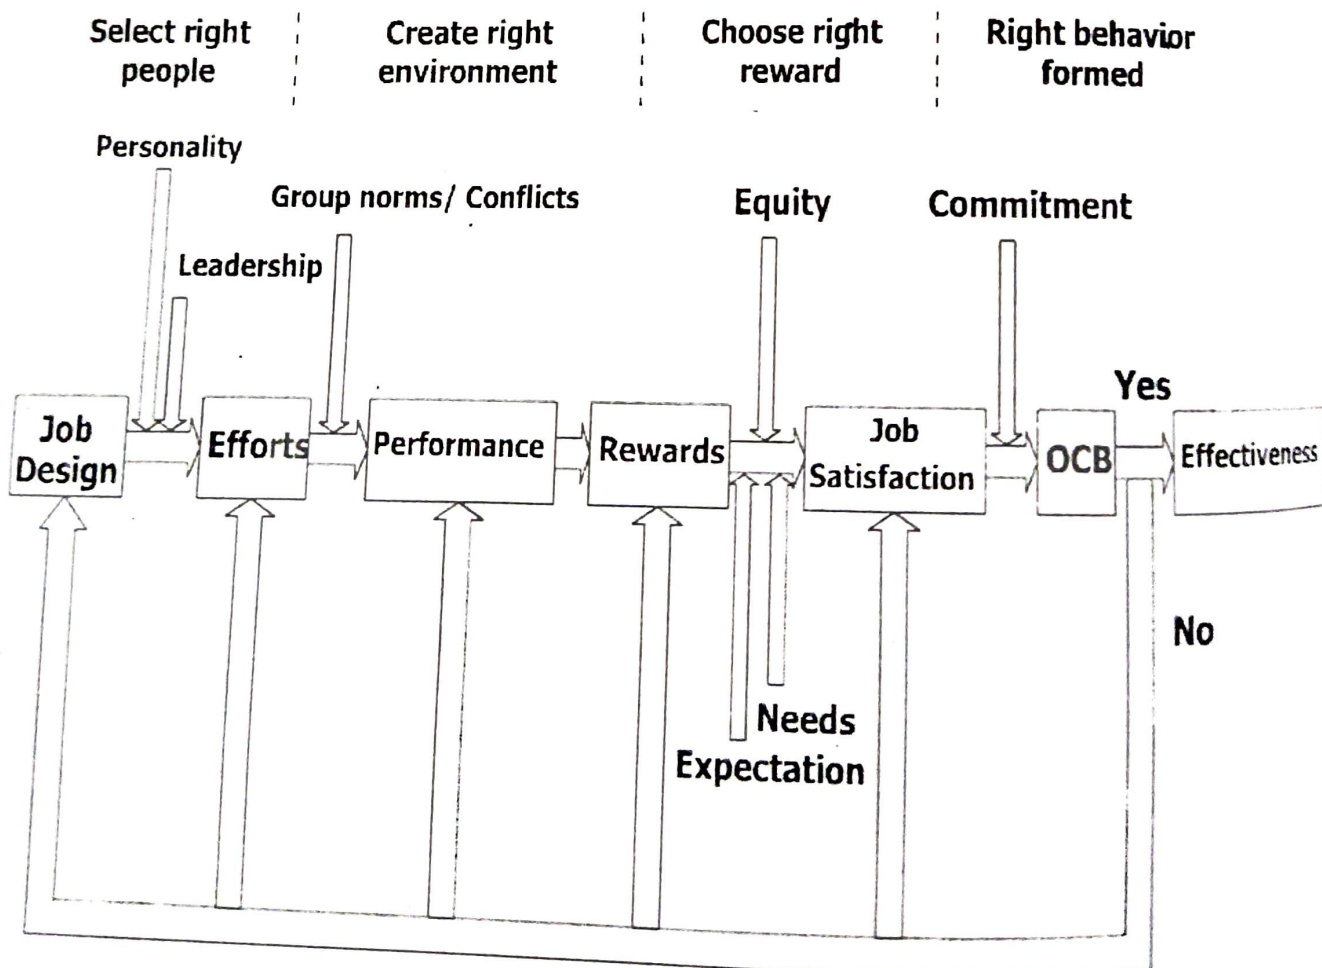 Select right
people
Create right
environment
Choose right
reward
Right behavior
formed
Personality
Group norms/ Conflicts
Equity
Commitment
Leadership
Yes
Job
Design
Efforts
Performance
Rewards
Job
Satisfaction
OCB
Effectiveness
No
Needs
Expectation